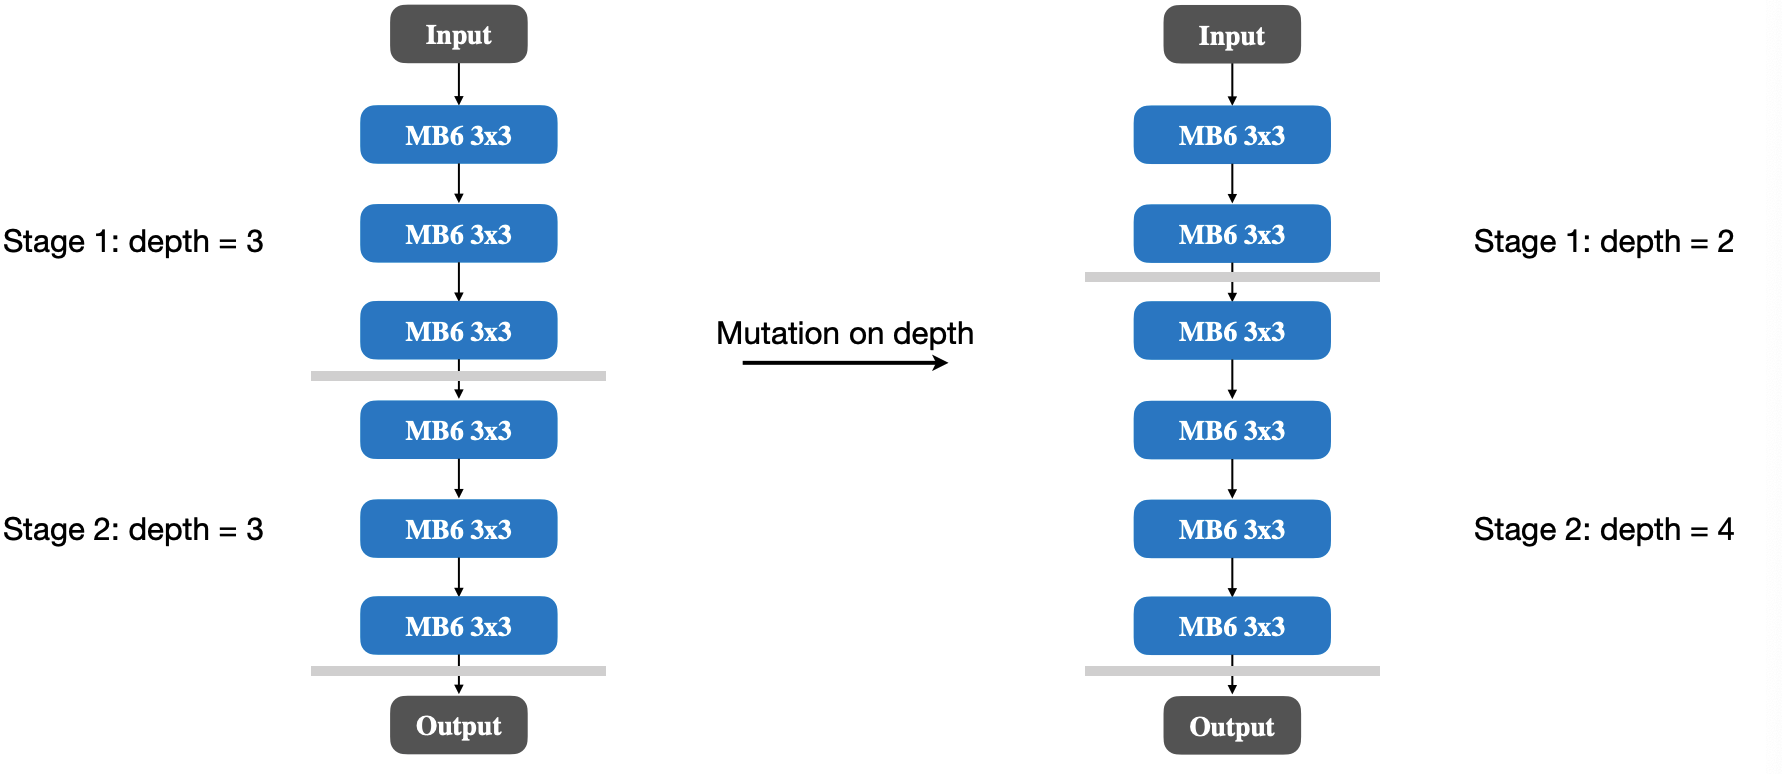 Input
MB6 3x3
Stage 1: depth = 3
MB6 3x3
MB6 3x3
MB6 3x3
Stage 2: depth = 3
MB6 3x3
MB6 3x3
Output
Mutation on depth
Input
MB6 3x3
MB6 3x3
Stage 1: depth = 2
MB6 3x3
MB6 3x3
MB6 3x3
Stage 2: depth = 4
MB6 3x3
Output